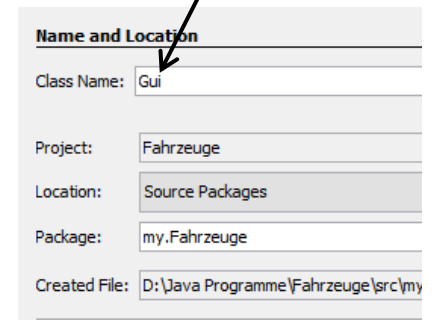 Name and Location
Class Name: Gui
Project: Fahrzeuge
Location: Source Packages
Package: my.Fahrzeuge
Created File: D:\Java Programme\Fahrzeuge\src\my